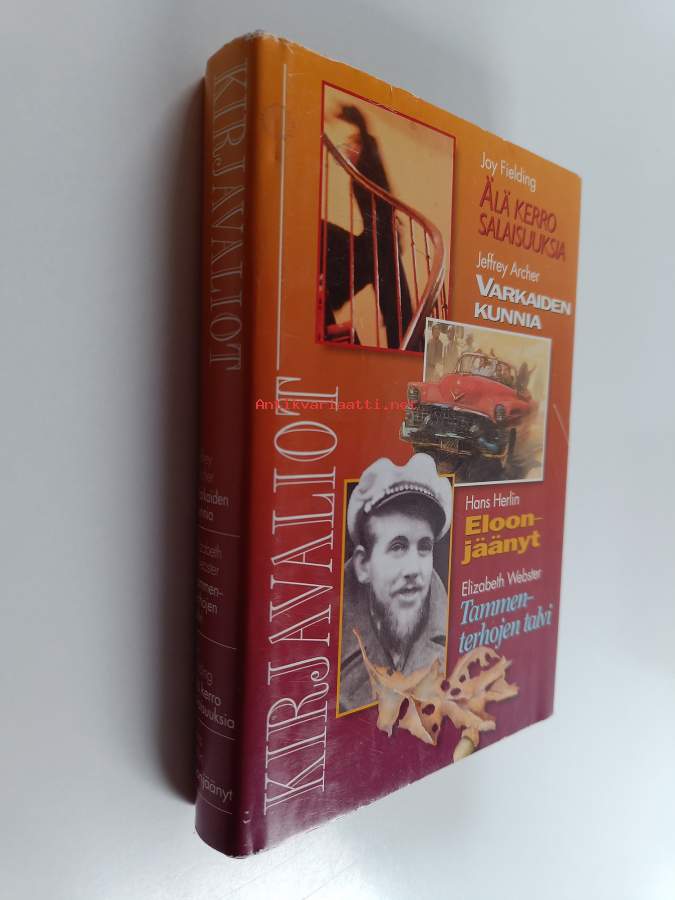 KIRJAVALIOT
KIRJAVALIOT
Joy Fielding
ÄLÄ KERRO
SALAISUUKSIA
Jeffrey Archer
VARKAIDEN
KUNNIA
Hans Herlin
Eloon-
jäänyt
Elizabeth Webster
Tammen-
terhojen talvi
Antikvariaatti.net